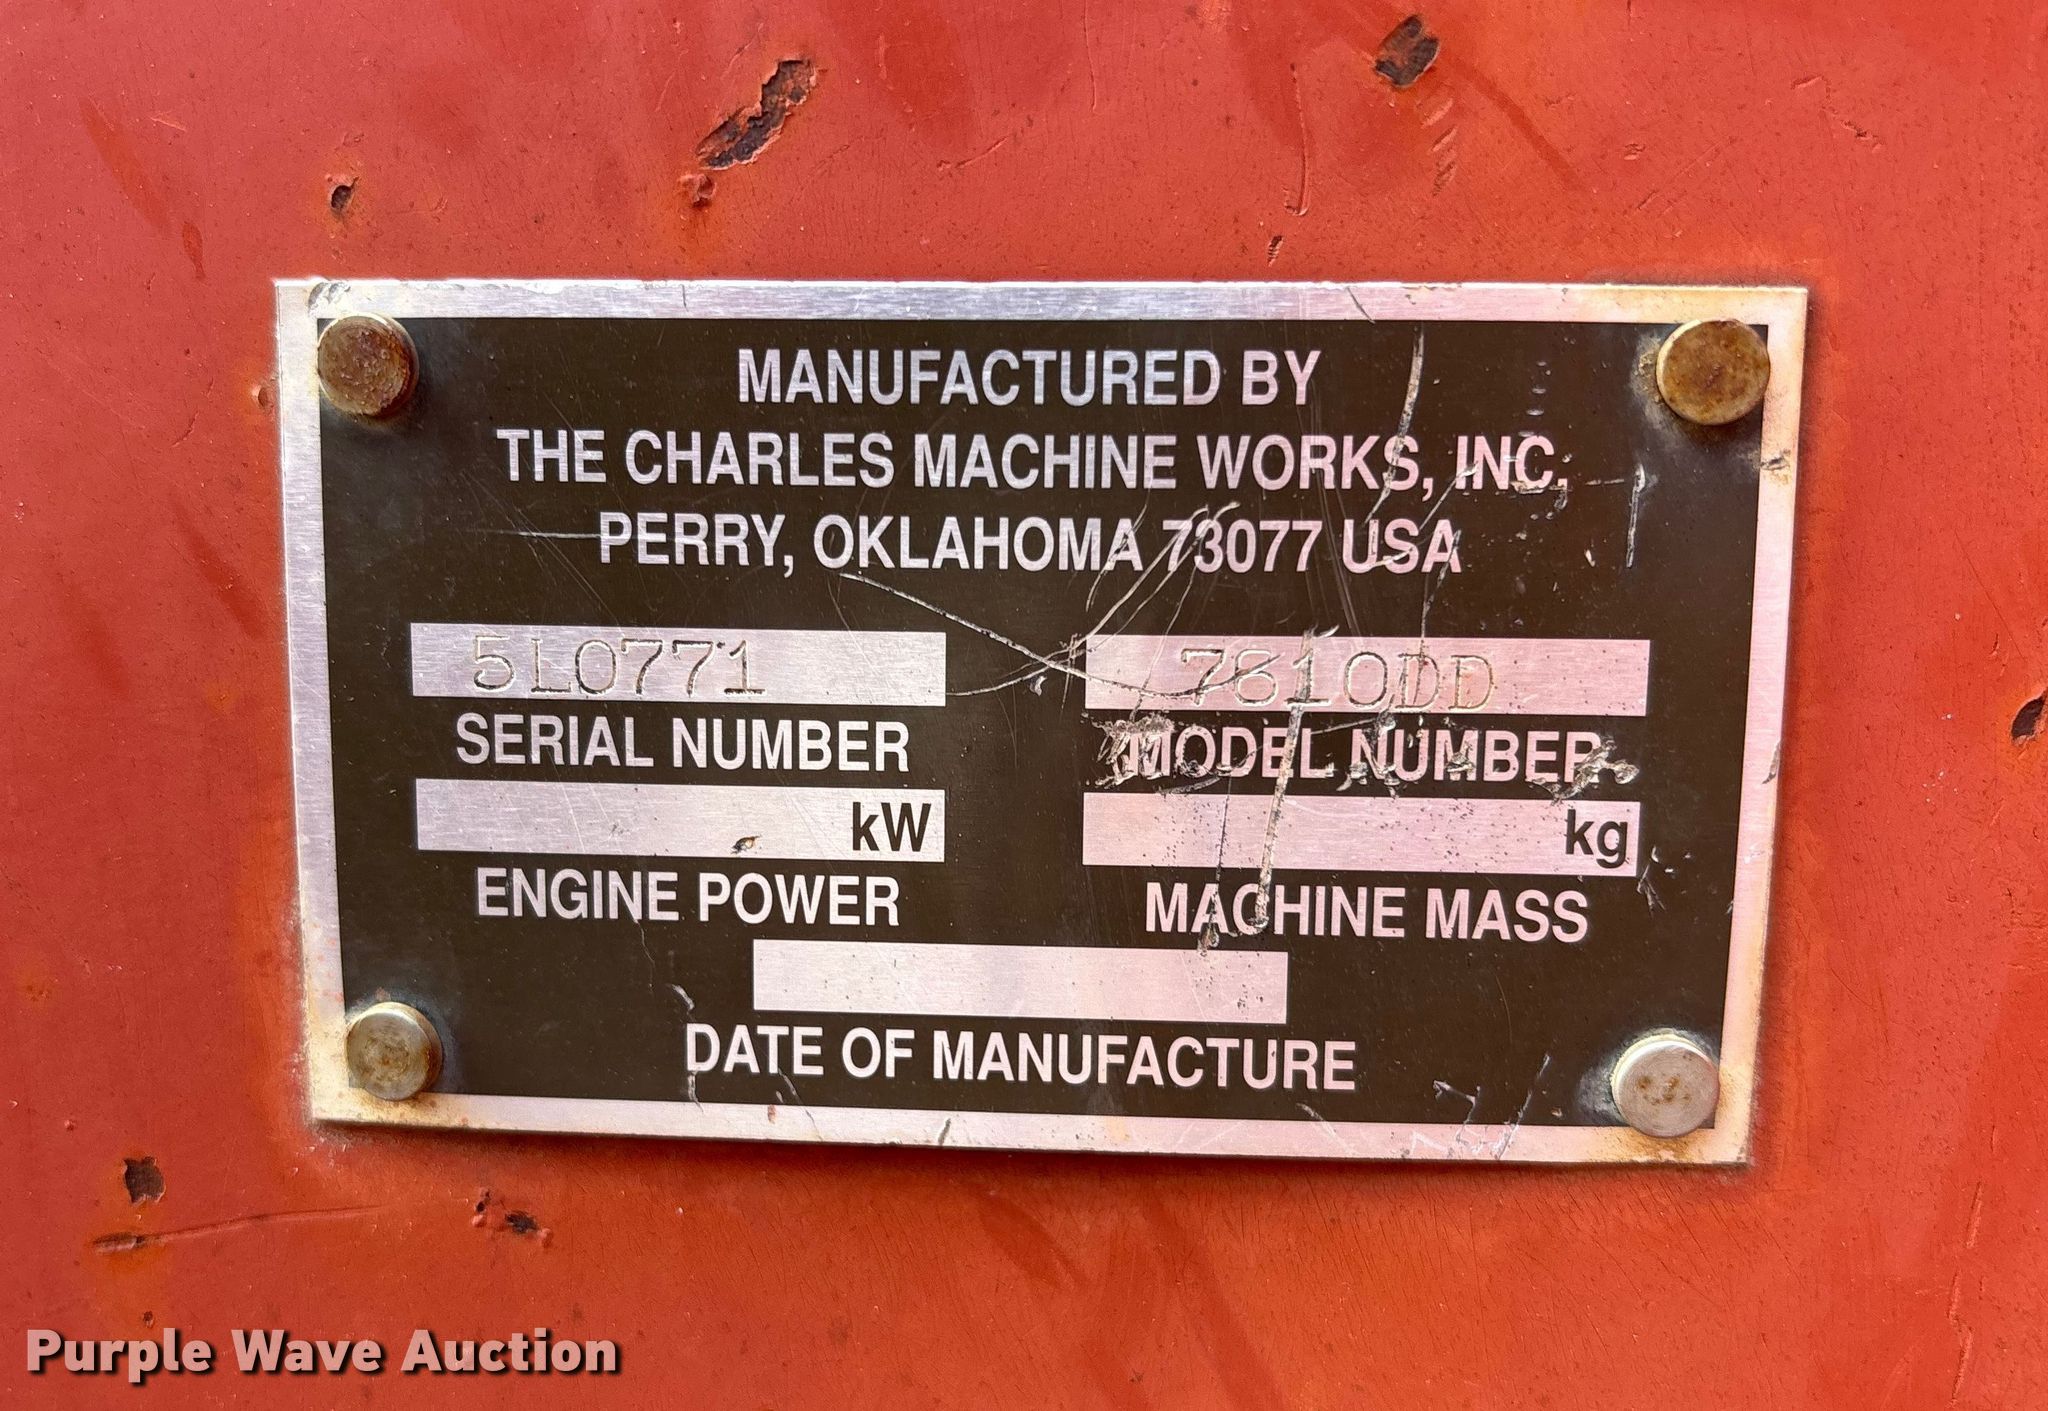 MANUFACTURED BY
THE CHARLES MACHINE WORKS, INC.
PERRY, OKLAHOMA 73077 USA
5L0771
7610DD
SERIAL NUMBER
MODEL NUMBER
kW
kg
ENGINE POWER
MACHINE MASS
DATE OF MANUFACTURE
Purple Wave Auction